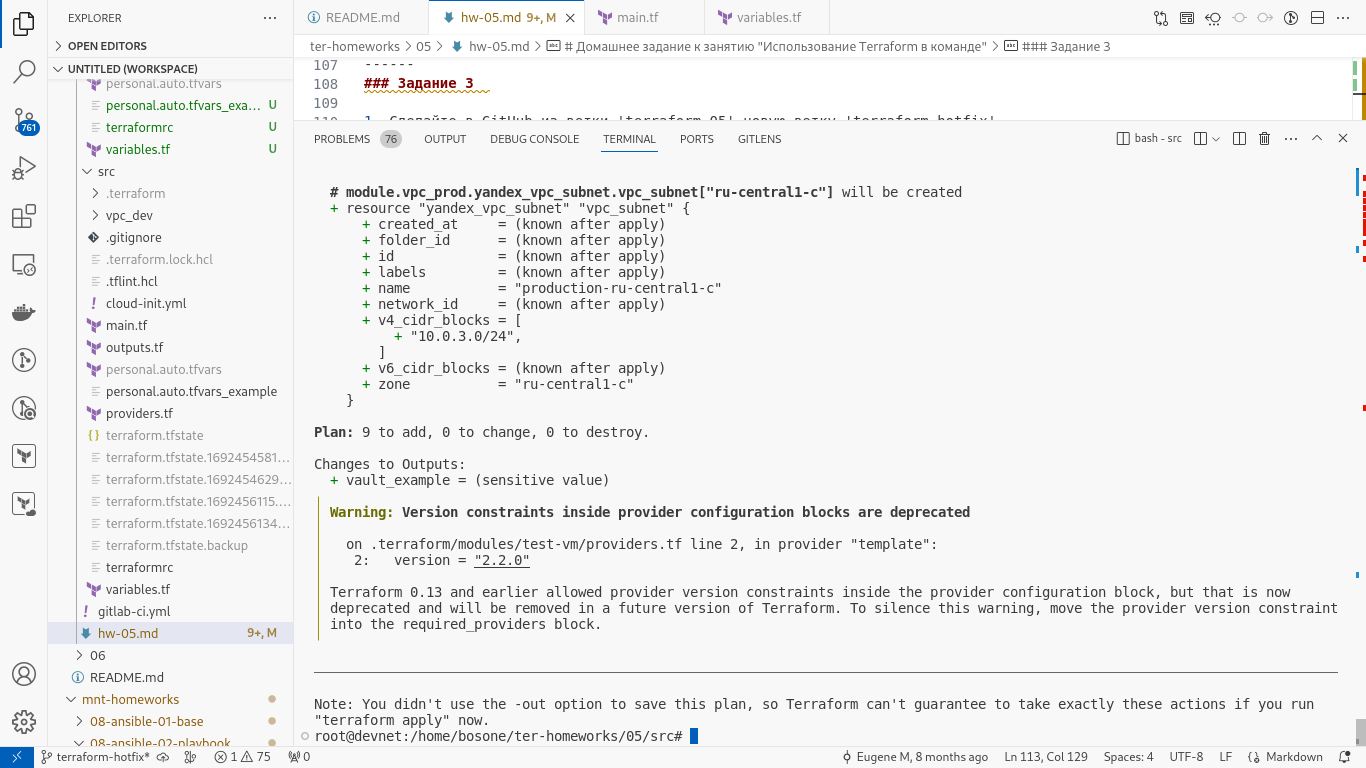 EXPLORER
OPEN EDITORS
UNTITLED (WORKSPACE)
personal.auto.tfvars
personal.auto.tfvars_exa... U
terraformrc U
variables.tf U
src
.terraform
vpc_dev
.gitignore
.terraform.lock.hcl
.tflint.hcl
cloud-init.yml
main.tf
outputs.tf
personal.auto.tfvars
personal.auto.tfvars_example
providers.tf
terraform.tfstate
terraform.tfstate.1692454581...
terraform.tfstate.1692454629...
terraform.tfstate.1692456115....
terraform.tfstate.1692456134...
terraform.tfstate.backup
terraformrc
variables.tf
gitlab-ci.yml
hw-05.md 9+, M
06
README.md
mnt-homeworks
08-ansible-01-base
08-ansible-02-playbook
761
README.md
hw-05.md 9+, M
main.tf
variables.tf
ter-homeworks > 05 > hw-05.md > # Домашнее задание к занятию "Использование Terraform в команде" > ### Задание 3
107 ------
108 ### Задание 3
109
110 1. Сделайте в GitHub из ветки 'terraform-05' новую ветку 'terraform-hotfix'.
PROBLEMS 76 OUTPUT DEBUG CONSOLE TERMINAL PORTS GITLENS
bash - src
# module.vpc_prod.yandex_vpc_subnet.vpc_subnet["ru-central1-c"] will be created
+ resource "yandex_vpc_subnet" "vpc_subnet" {
+ created_at     = (known after apply)
+ folder_id      = (known after apply)
+ id             = (known after apply)
+ labels         = (known after apply)
+ name           = "production-ru-central1-c"
+ network_id     = (known after apply)
+ v4_cidr_blocks = [
+ "10.0.3.0/24",
]
+ v6_cidr_blocks = (known after apply)
+ zone           = "ru-central1-c"
}
Plan: 9 to add, 0 to change, 0 to destroy.
Changes to Outputs:
+ vault_example = (sensitive value)
Warning: Version constraints inside provider configuration blocks are deprecated
on .terraform/modules/test-vm/providers.tf line 2, in provider "template":
2:   version = "2.2.0"
Terraform 0.13 and earlier allowed provider version constraints inside the provider configuration block, but that is now
deprecated and will be removed in a future version of Terraform. To silence this warning, move the provider version constraint
into the required_providers block.
Note: You didn't use the -out option to save this plan, so Terraform can't guarantee to take exactly these actions if you run
"terraform apply" now.
root@devnet:/home/bosone/ter-homeworks/05/src#
terraform-hotfix* 1 75 0 Eugene M, 8 months ago Ln 113, Col 129 Spaces: 4 UTF-8 LF Markdown